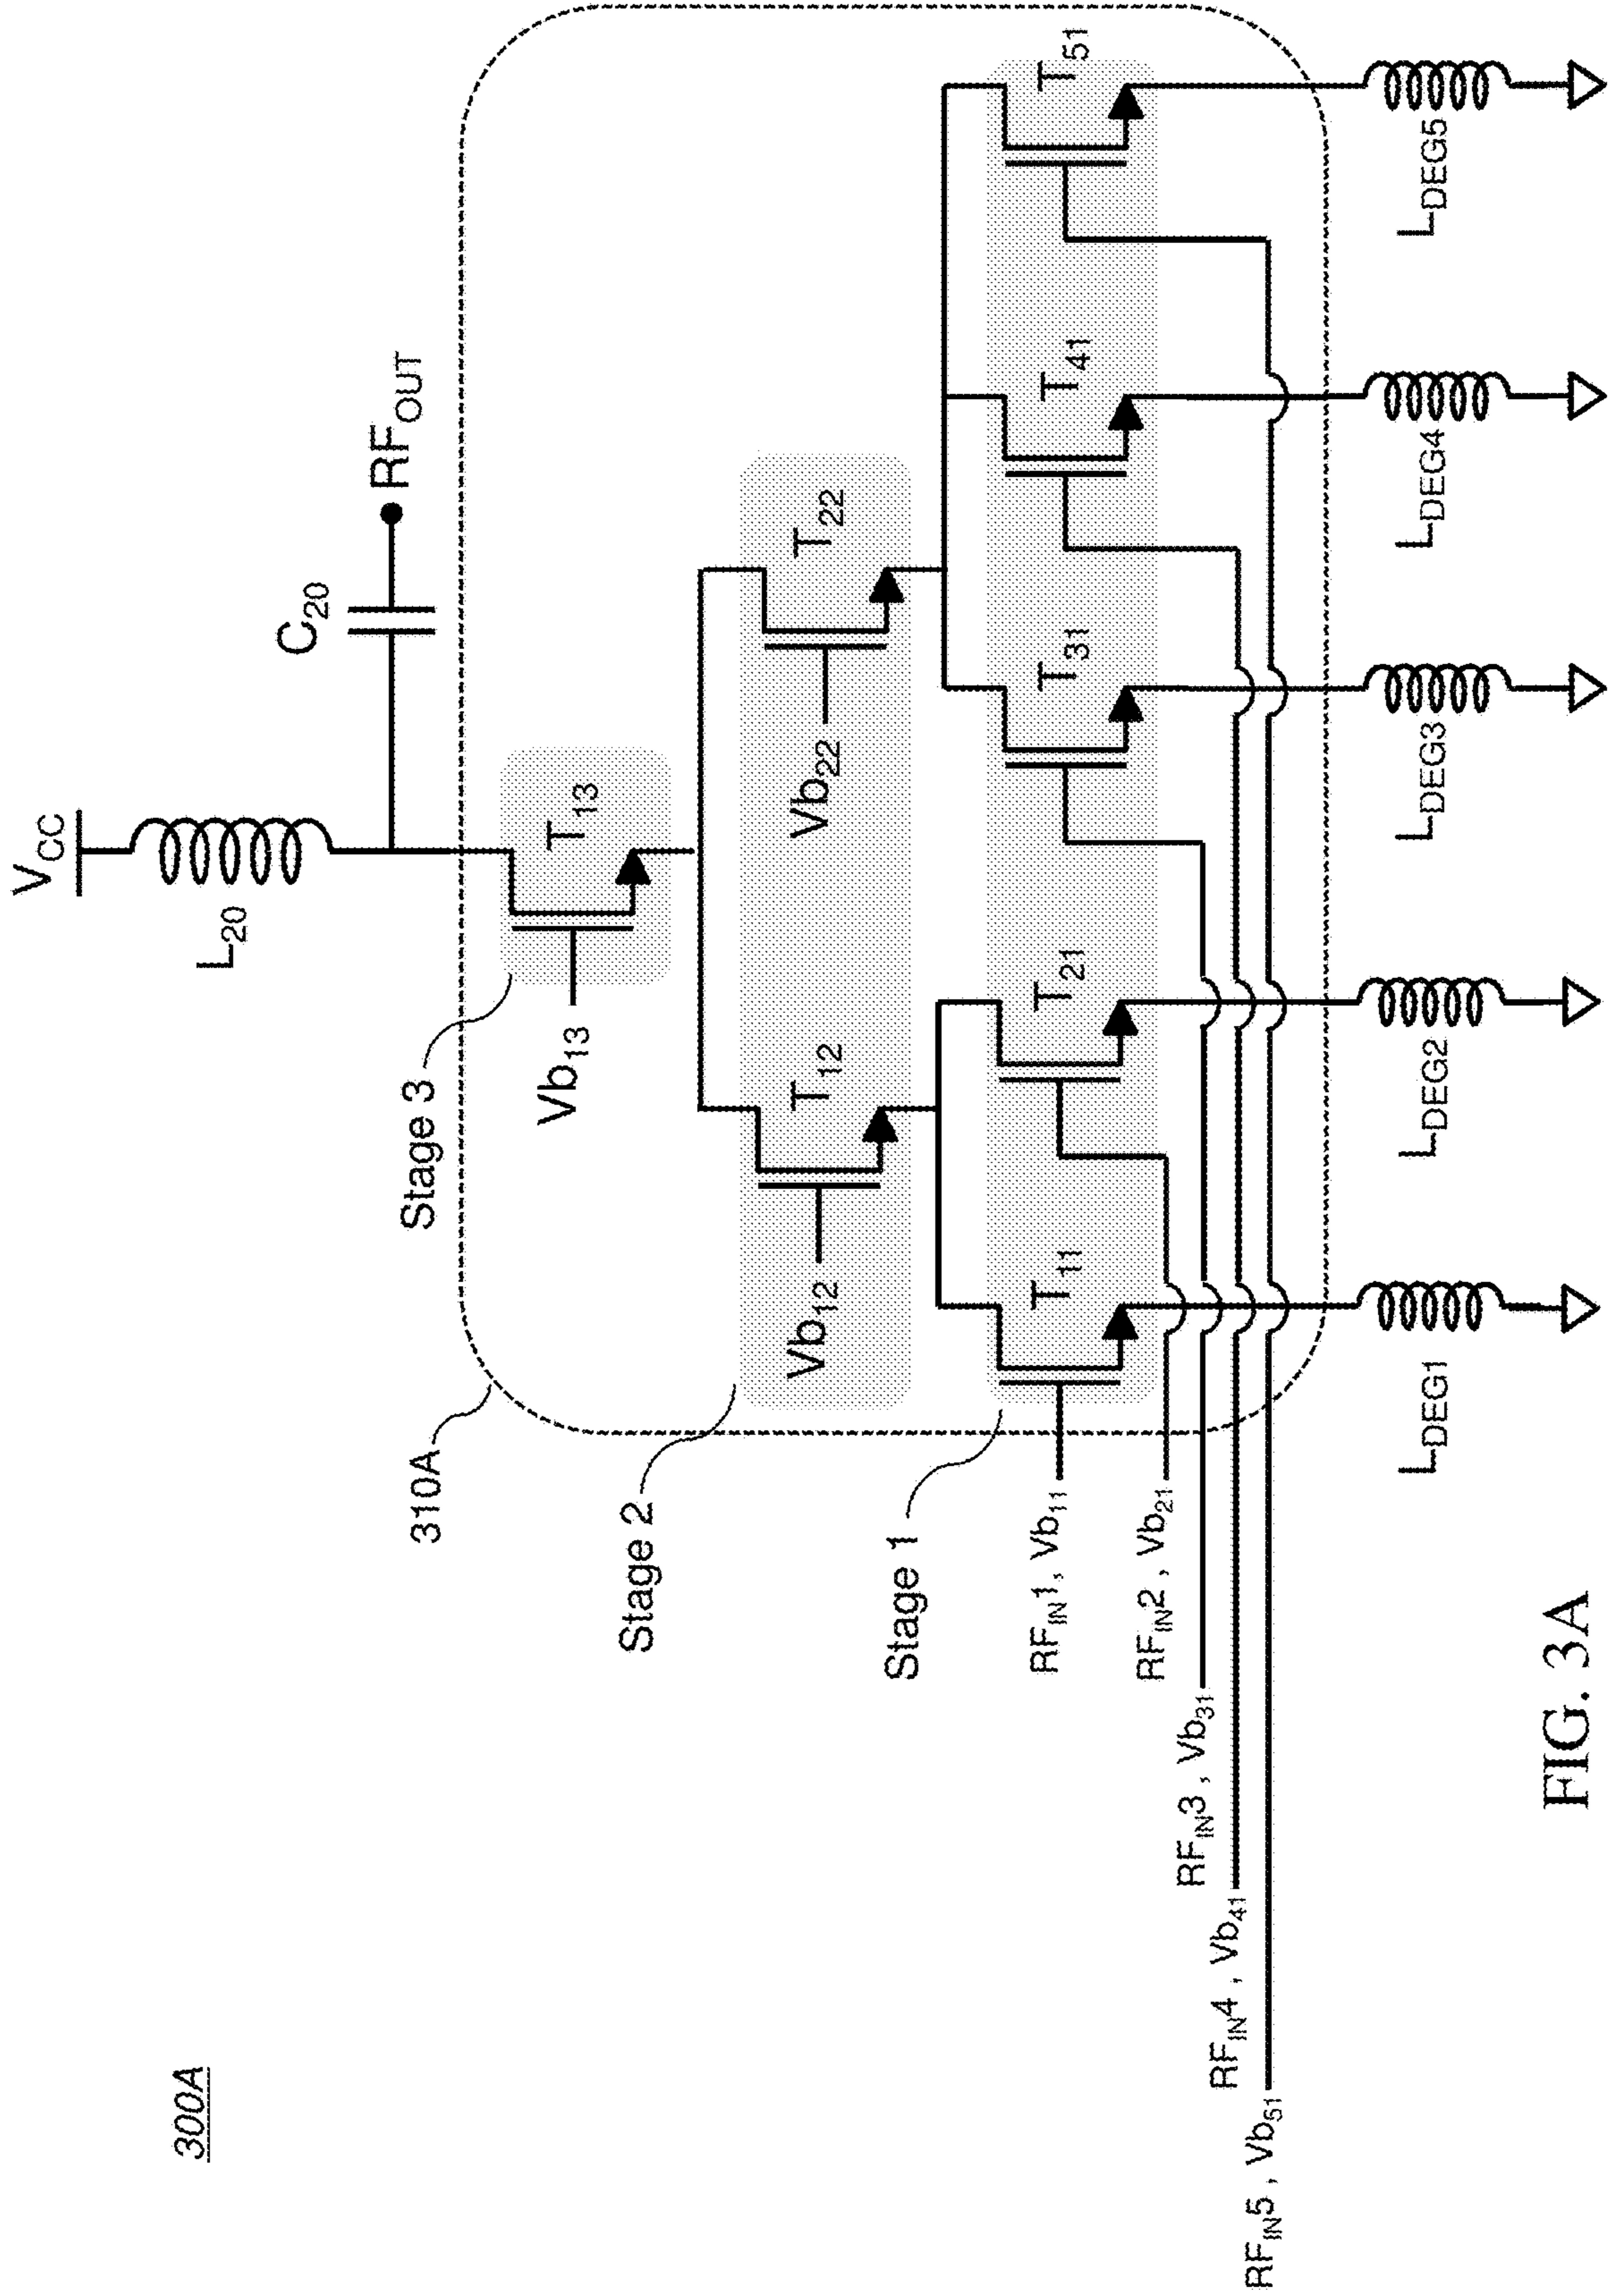 300A
V_CC
L_20
C_20
RF_OUT
Stage 3
310A
Vb_13
T_13
Stage 2
Vb_12
T_12
Vb_22
T_22
Stage 1
T_11
T_21
T_31
T_41
T_51
RF_IN1, Vb_11
RF_IN2, Vb_21
RF_IN3, Vb_31
RF_IN4, Vb_41
RF_IN5, Vb_51
L_DEG1
L_DEG2
L_DEG3
L_DEG4
L_DEG5
FIG. 3A